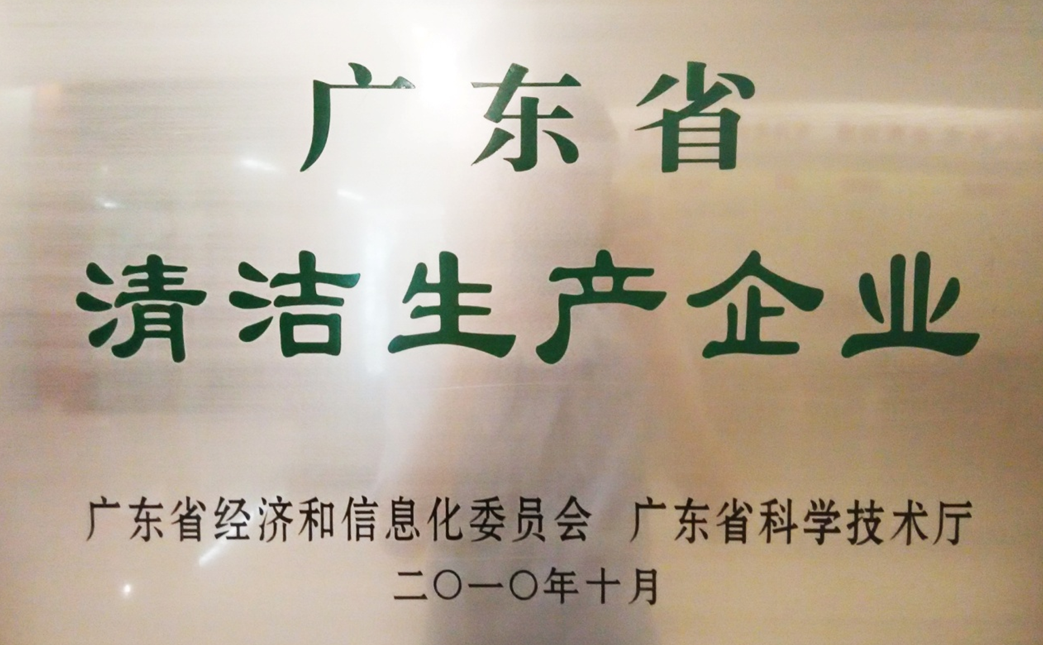 广东省
清洁生产企业
广东省经济和信息化委员会 广东省科学技术厅
二〇一〇年十月